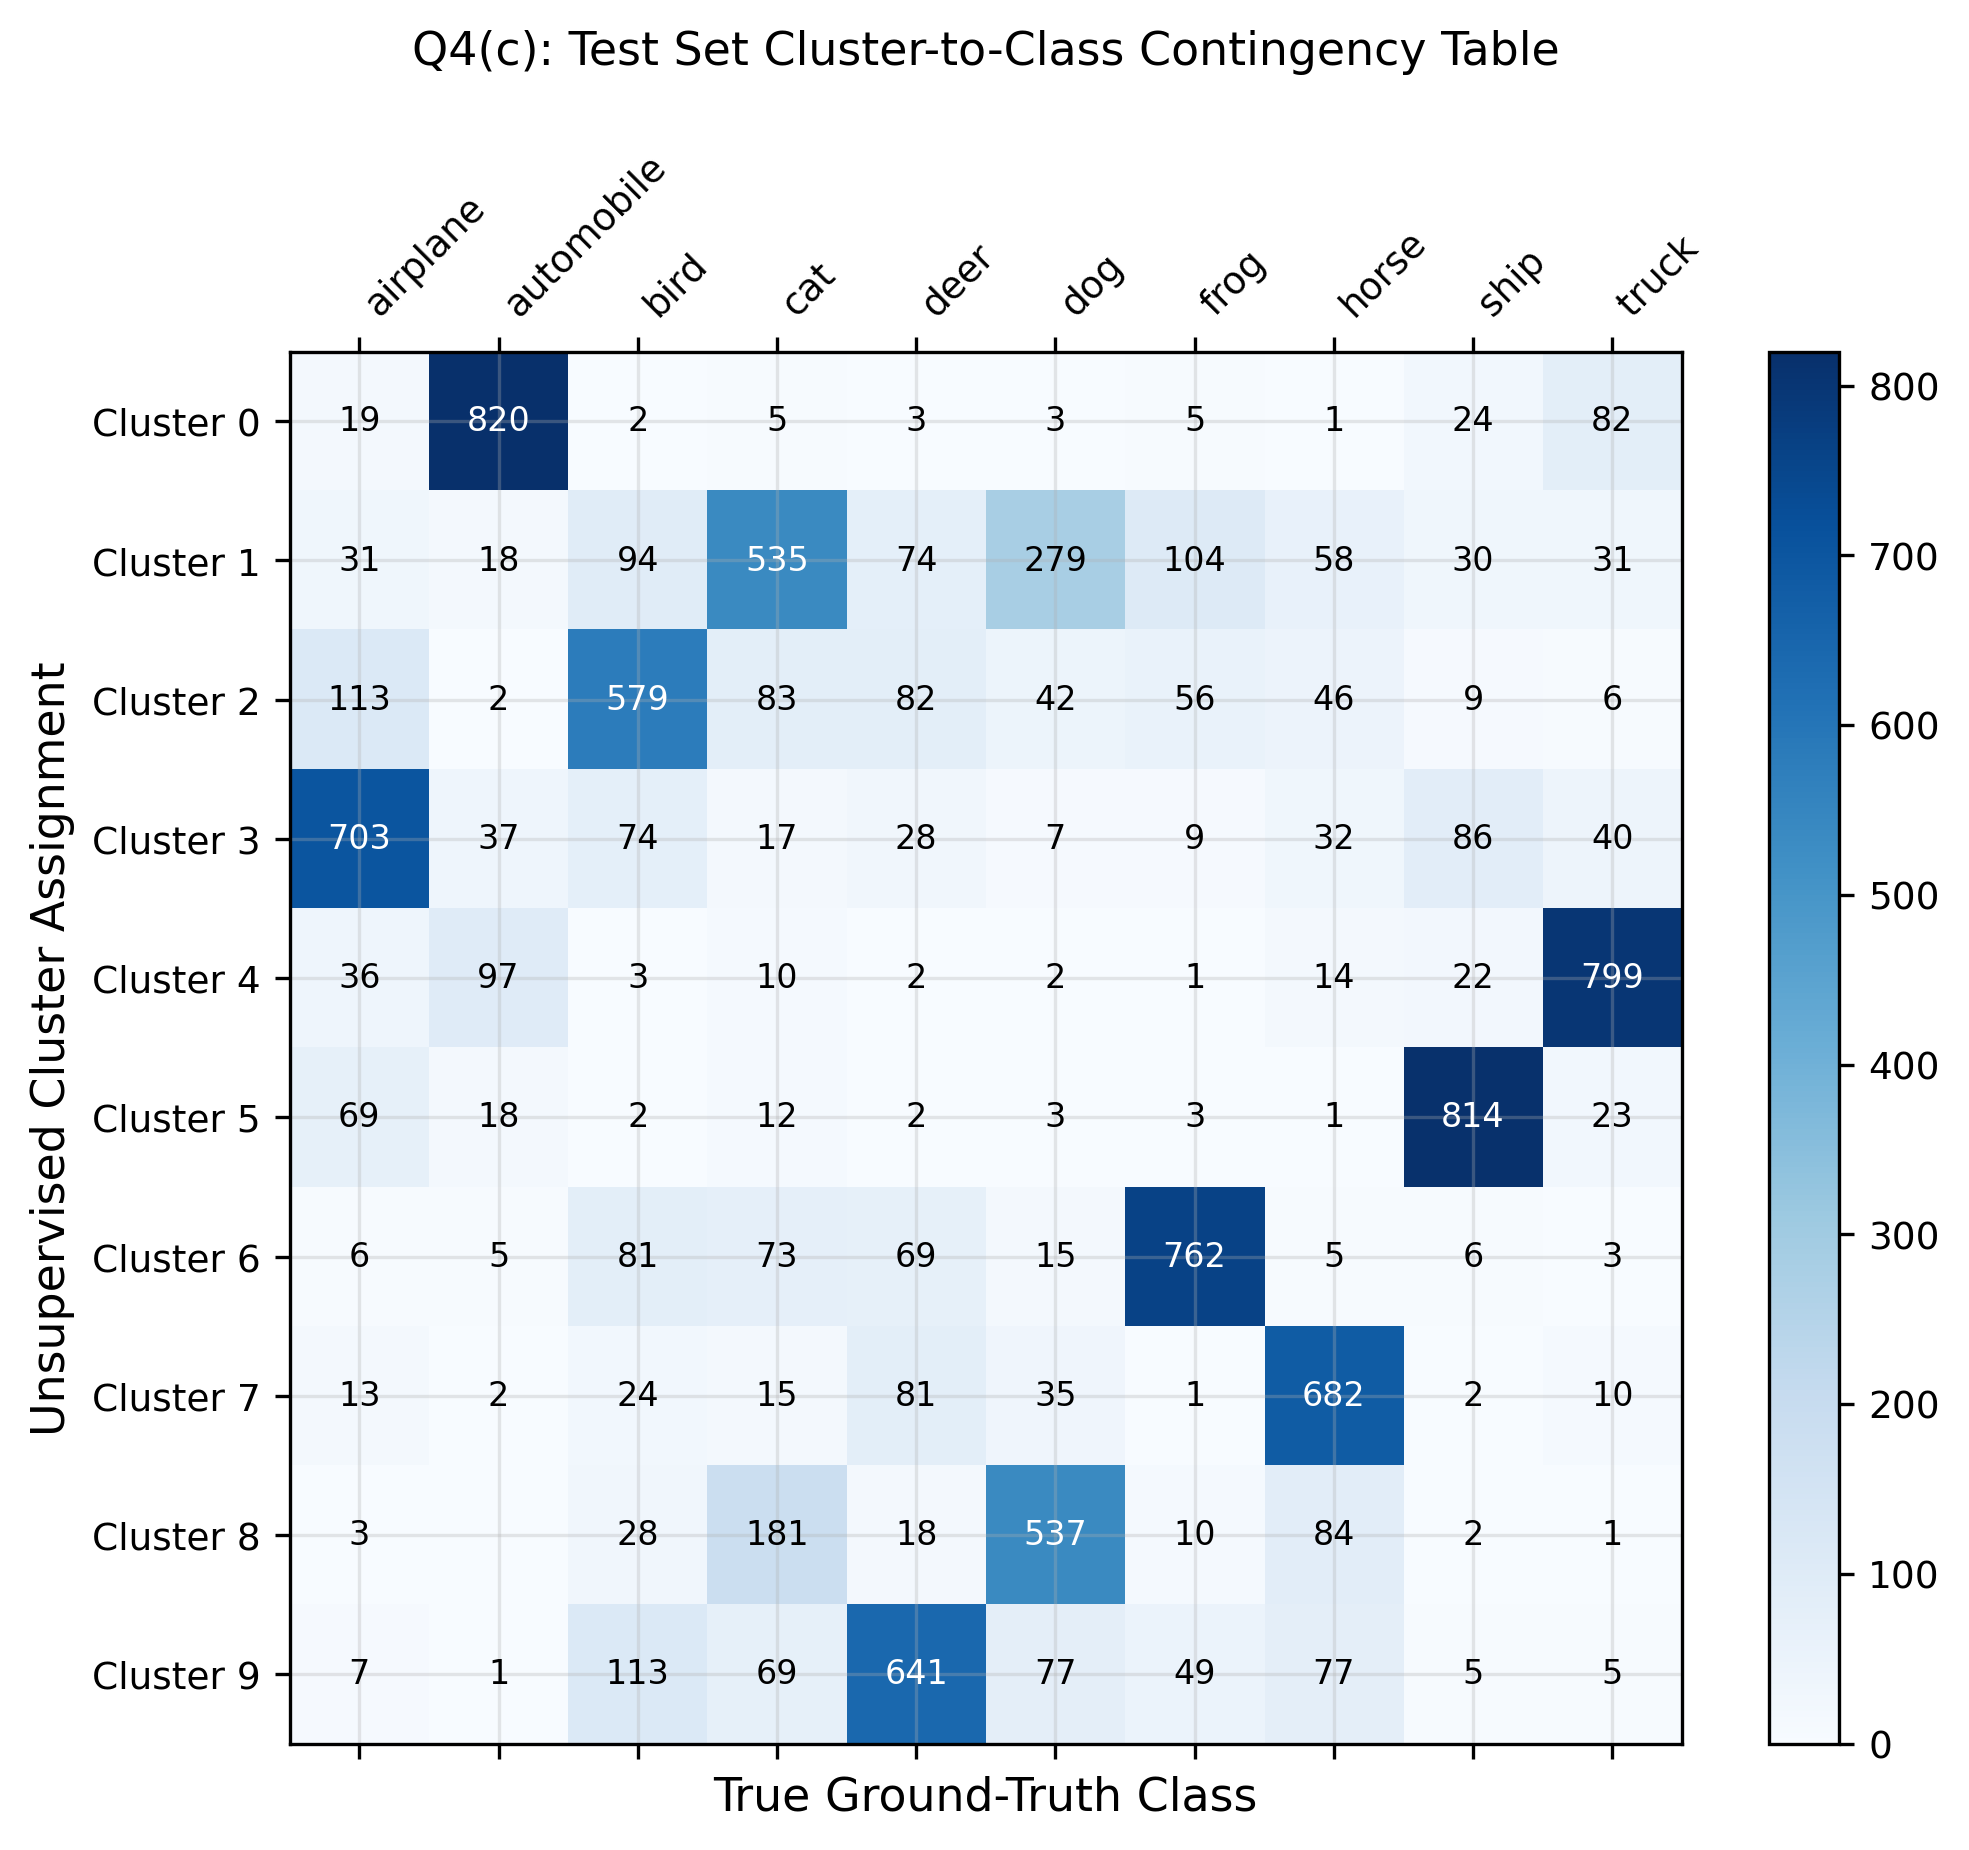 Q4(c): Test Set Cluster-to-Class Contingency Table
airplane automobile bird cat deer dog frog horse ship truck
Cluster 0 19 820 2 5 3 3 5 1 24 82
Cluster 1 31 18 94 535 74 279 104 58 30 31
Cluster 2 113 2 579 83 82 42 56 46 9 6
Cluster 3 703 37 74 17 28 7 9 32 86 40
Cluster 4 36 97 3 10 2 2 1 14 22 799
Cluster 5 69 18 2 12 2 3 3 1 814 23
Cluster 6 6 5 81 73 69 15 762 5 6 3
Cluster 7 13 2 24 15 81 35 1 682 2 10
Cluster 8 3 28 181 18 537 10 84 2 1
Cluster 9 7 1 113 69 641 77 49 77 5 5
Unsupervised Cluster Assignment
True Ground-Truth Class
800
700
600
500
400
300
200
100
0